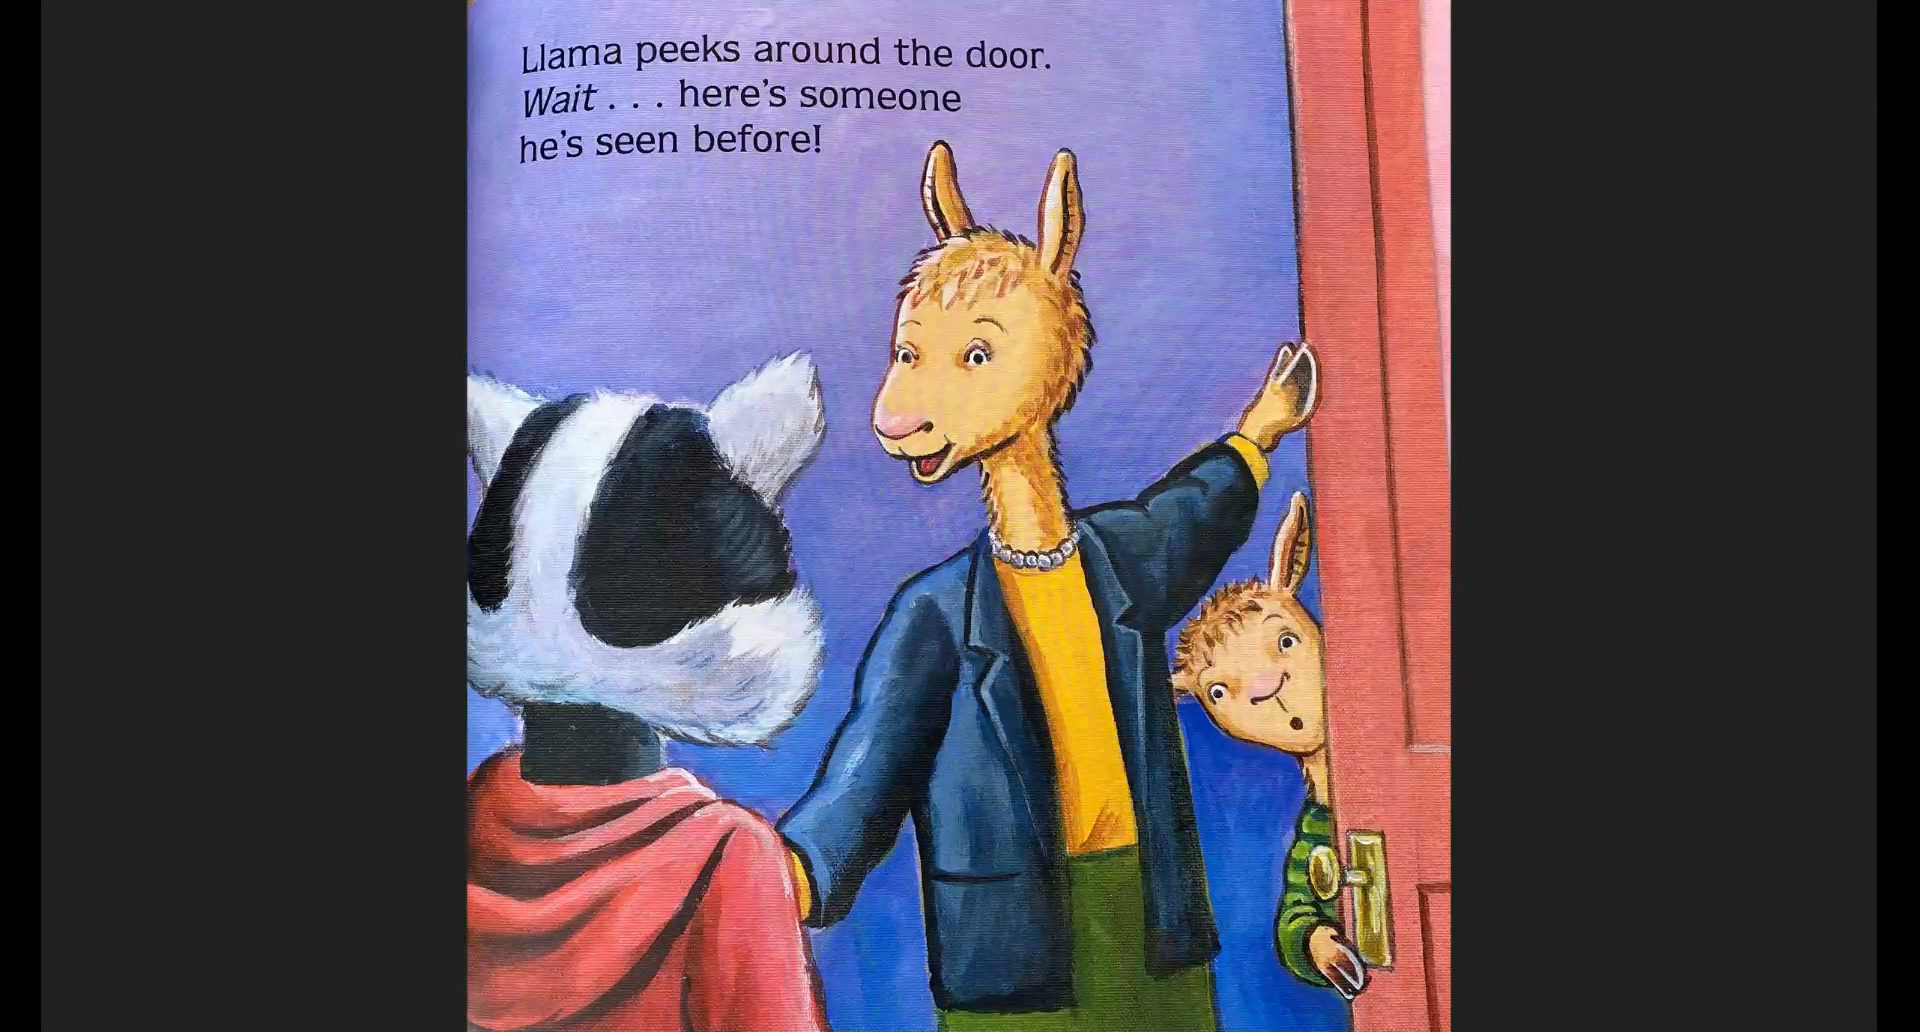 Llama peeks around the door.
Wait . . . here's someone
he's seen before!